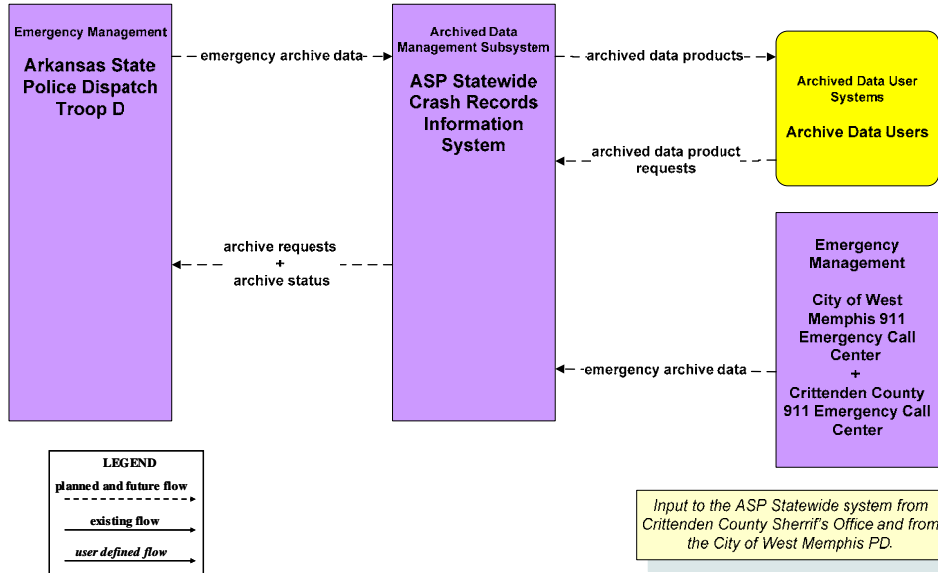 Emergency Management
Arkansas State
Police Dispatch
Troop D
emergency archive data
Archived Data
Management Subsystem
ASP Statewide
Crash Records
Information
System
archived data products
Archived Data User
Systems
Archive Data Users
archived data product
requests
archive requests
+
archive status
Emergency
Management
City of West
Memphis 911
Emergency Call
Center
+
Crittenden County
911 Emergency Call
Center
emergency archive data
LEGEND
planned and future flow
existing flow
user defined flow
Input to the ASP Statewide system from
Crittenden County Sherrif's Office and from
the City of West Memphis PD.